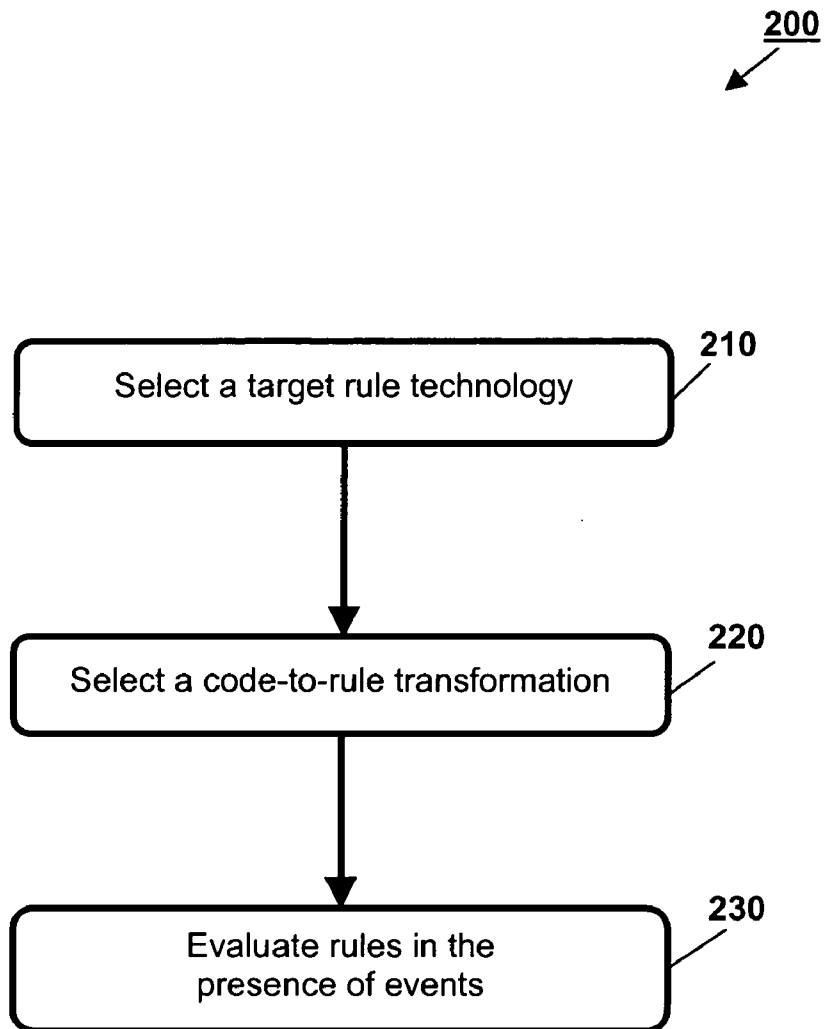 200
210
Select a target rule technology
220
Select a code-to-rule transformation
230
Evaluate rules in the
presence of events